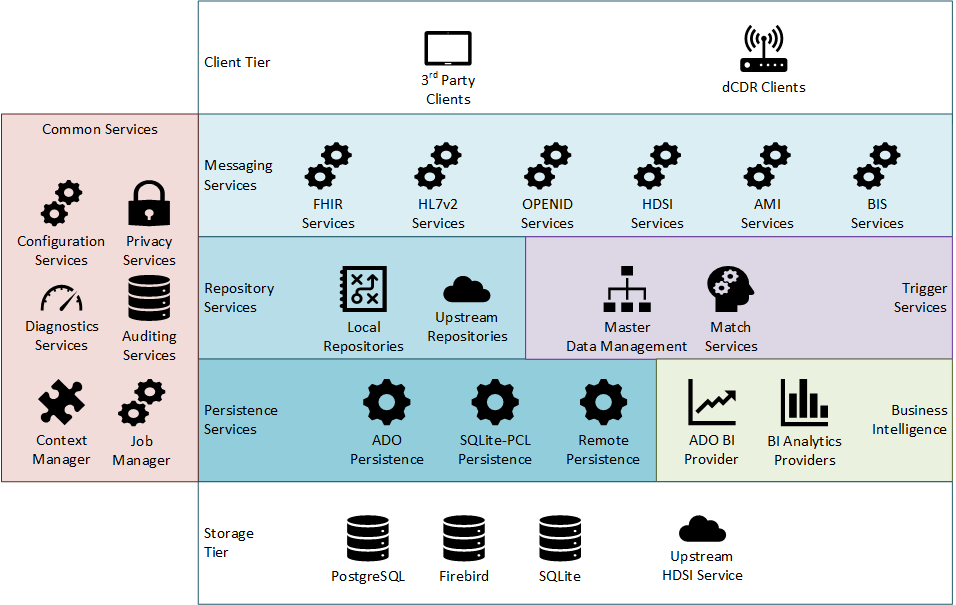 Client Tier
3rd Party
Clients
dCDR Clients
Common Services
Configuration
Services
Privacy
Services
Diagnostics
Services
Auditing
Services
Context
Manager
Job
Manager
Messaging
Services
FHIR
Services
HL7v2
Services
OPENID
Services
HDSI
Services
AMI
Services
BIS
Services
Repository
Services
Local
Repositories
Upstream
Repositories
Master
Data Management
Match
Services
Trigger
Services
Persistence
Services
ADO
Persistence
SQLite-PCL
Persistence
Remote
Persistence
ADO BI
Provider
BI Analytics
Providers
Business
Intelligence
Storage
Tier
PostgreSQL
Firebird
SQLite
Upstream
HDSI Service